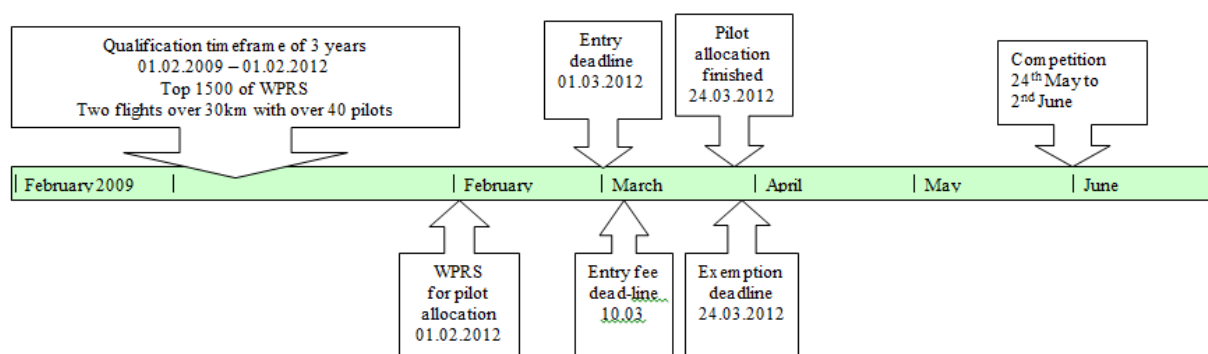 Qualification timeframe of 3 years
01.02.2009 – 01.02.2012
Top 1500 of WPRS
Two flights over 30km with over 40 pilots
Entry
deadline
01.03.2012
Pilot
allocation
finished
24.03.2012
Competition
24th May to
2nd June
February 2009
February
March
April
May
June
WPRS
for pilot
allocation
01.02.2012
Entry fee
dead-line
10.03
Exemption
deadline
24.03.2012